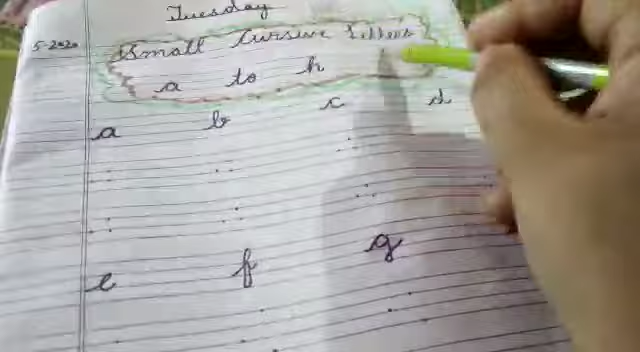 Tuesday
5-2020
Small Cursive Letters
a to h
a b c d
e f g